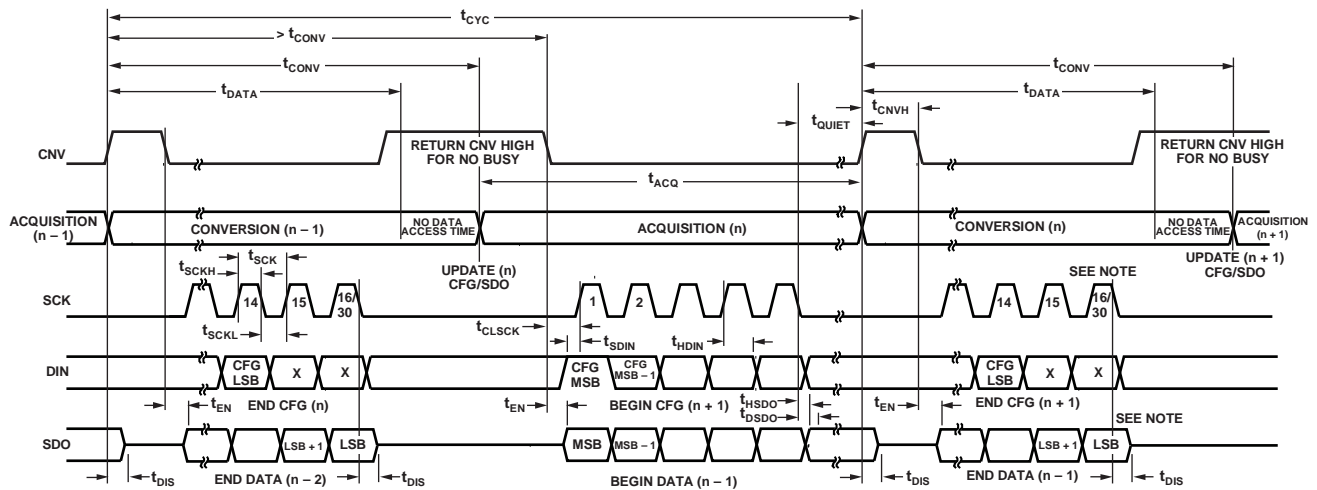 tCYC
> tCONV
tCONV tCONV
tDATA tDATA
tCNVH
tQUIET
CNV RETURN CNV HIGH FOR NO BUSY RETURN CNV HIGH FOR NO BUSY
tACQ
ACQUISITION (n – 1) CONVERSION (n – 1) NO DATA ACCESS TIME ACQUISITION (n) CONVERSION (n) NO DATA ACCESS TIME ACQUISITION (n + 1)
UPDATE (n) CFG/SDO UPDATE (n + 1) CFG/SDO
tSCKH tSCK SEE NOTE
SCK 14 15 16/30 1 2 14 15 16/30
tSCKL tCLSCK tSDIN tHDIN
DIN CFG LSB X X CFG MSB CFG MSB – 1 CFG LSB X X
tEN END CFG (n) tEN BEGIN CFG (n + 1) tHSDO tDSDO tEN END CFG (n + 1) SEE NOTE
SDO LSB + 1 LSB MSB MSB – 1 LSB + 1 LSB
tDIS END DATA (n – 2) tDIS BEGIN DATA (n – 1) tDIS END DATA (n – 1) tDIS